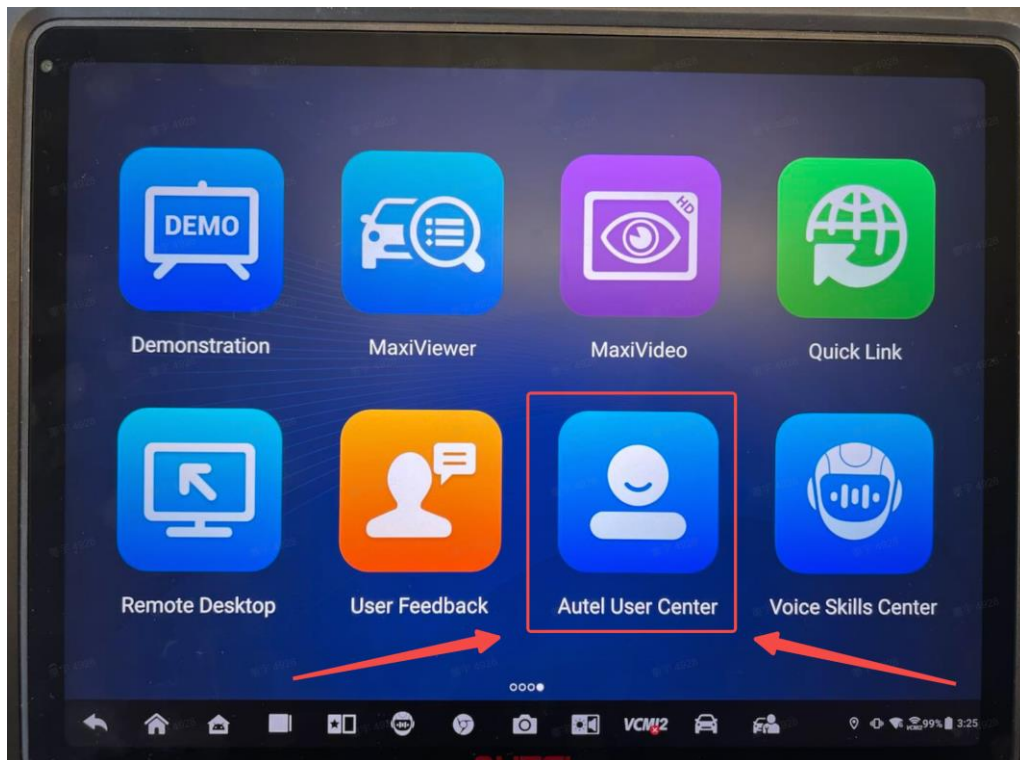 DEMO
HD
Demonstration
MaxiViewer
MaxiVideo
Quick Link
Remote Desktop
User Feedback
Autel User Center
Voice Skills Center
VCMI2
VCMI2
99%
3:25